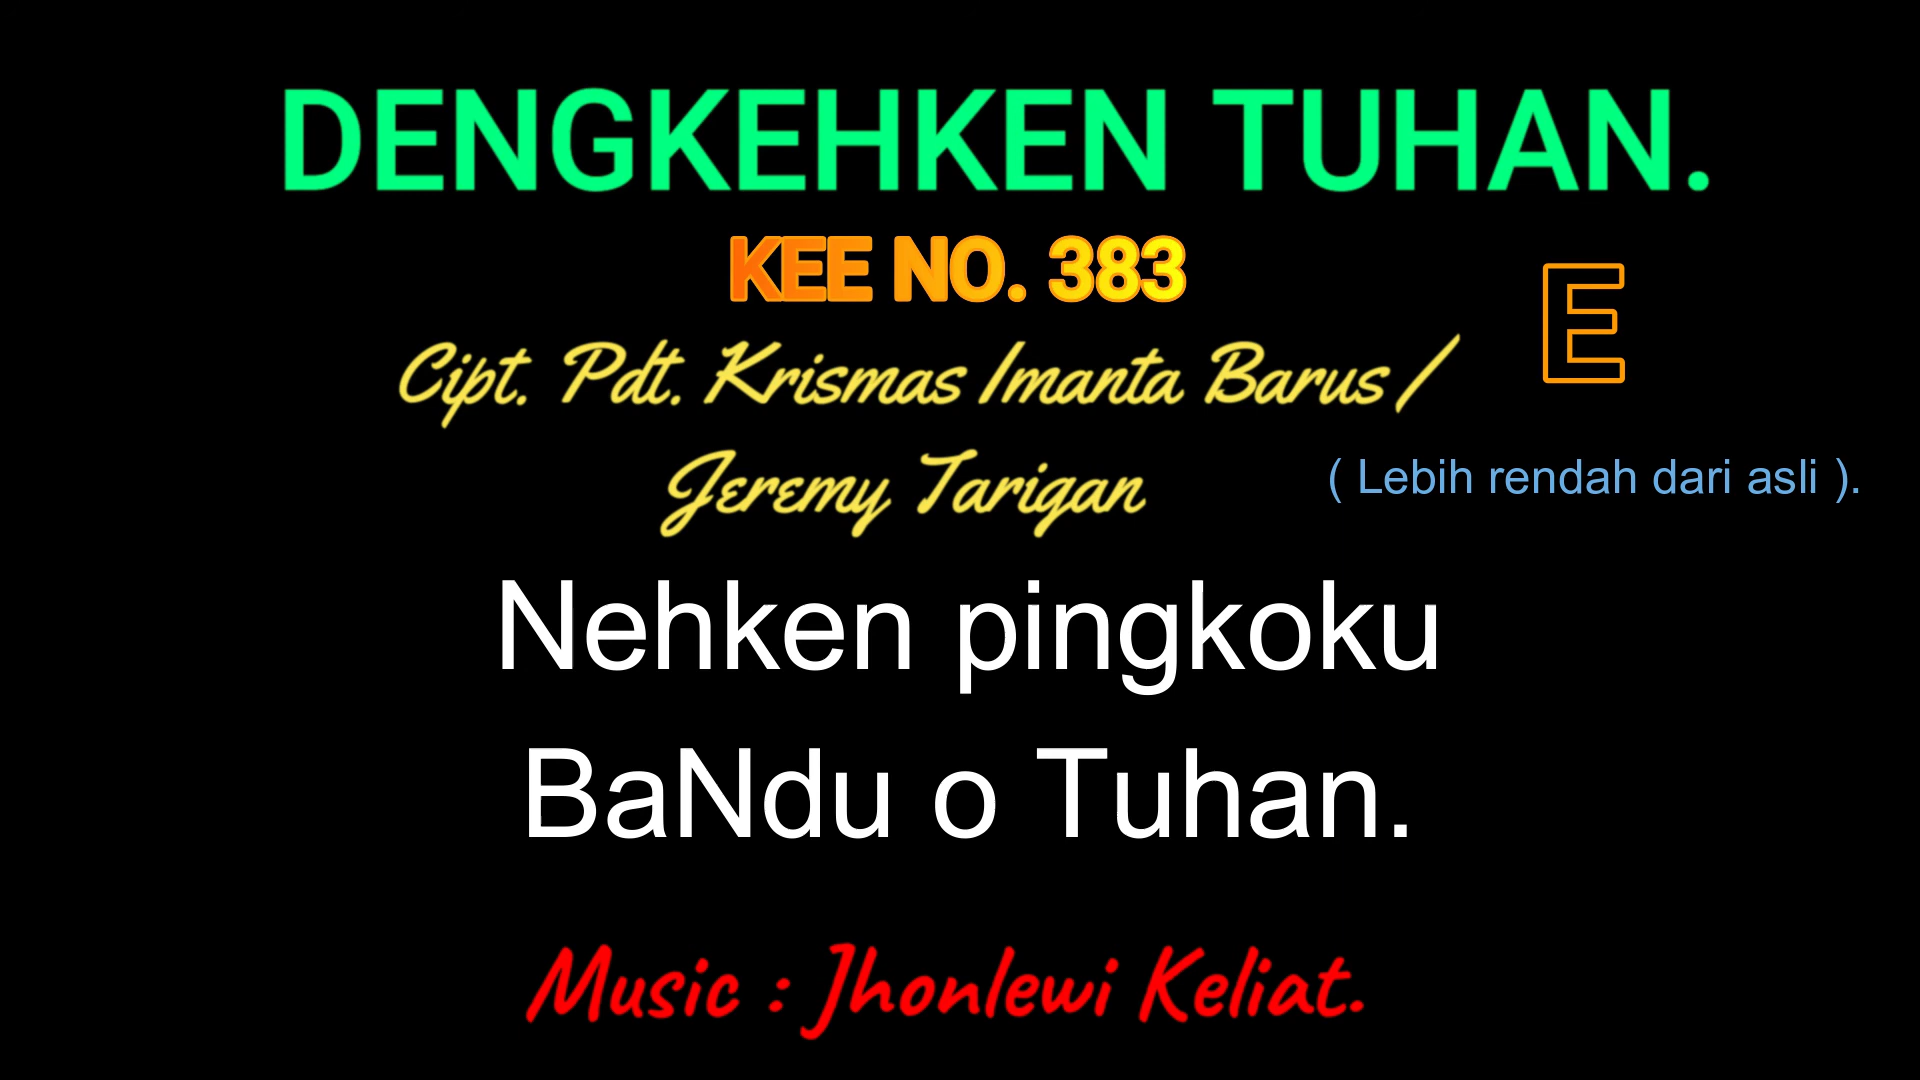 DENGKEHKEN TUHAN.
KEE NO. 383
E
Cipt. Pdt. Krismas Imanta Barus /
Jeremy Tarigan
( Lebih rendah dari asli ).
Nehken pingkoku
BaNdu o Tuhan.
Music : Jhonlewi Keliat.